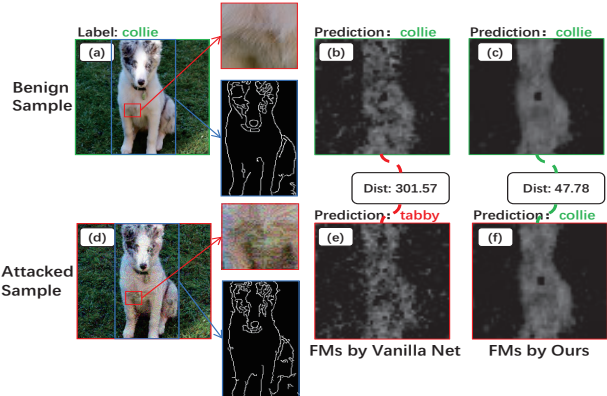 Label: collie
Prediction: collie
Prediction: collie
(a)
(b)
(c)
Benign
Sample
Dist: 301.57
Dist: 47.78
Prediction: tabby
Prediction: collie
(d)
(e)
(f)
Attacked
Sample
FMs by Vanilla Net
FMs by Ours